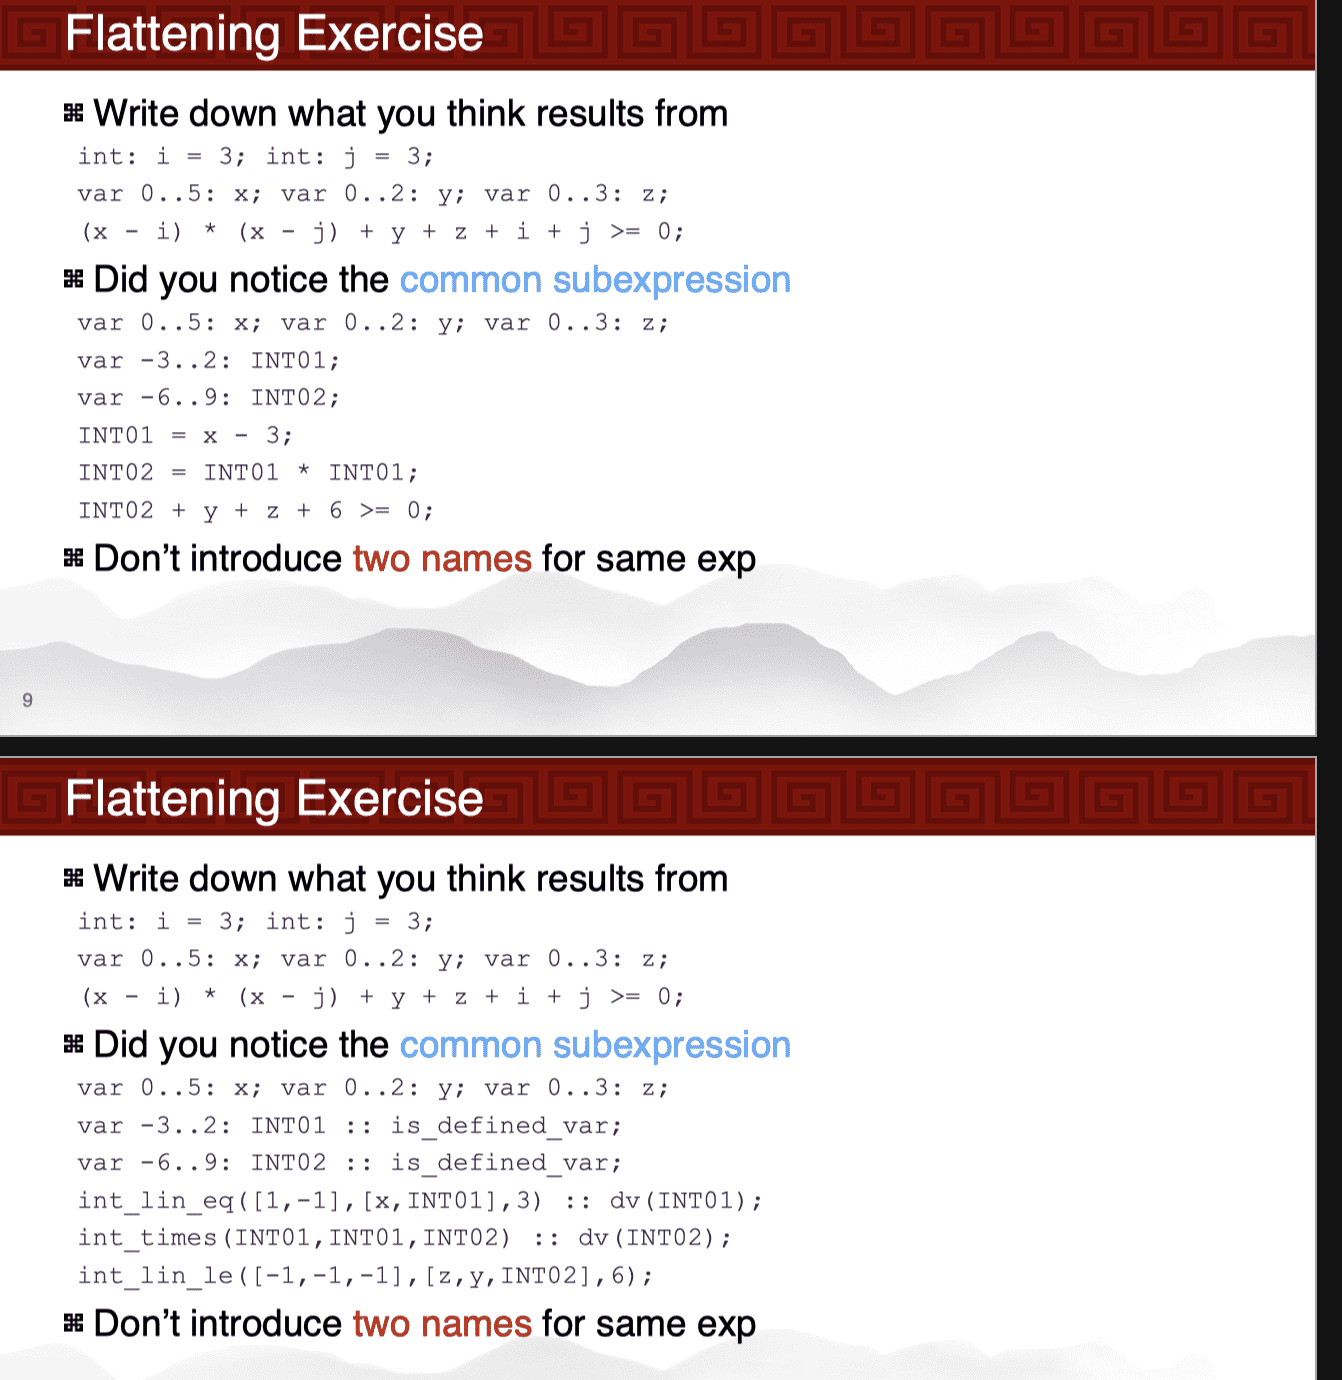 Flattening Exercise
⌘ Write down what you think results from
int: i = 3; int: j = 3;
var 0..5: x; var 0..2: y; var 0..3: z;
(x - i) * (x - j) + y + z + i + j >= 0;
⌘ Did you notice the common subexpression
var 0..5: x; var 0..2: y; var 0..3: z;
var -3..2: INT01;
var -6..9: INT02;
INT01 = x - 3;
INT02 = INT01 * INT01;
INT02 + y + z + 6 >= 0;
⌘ Don't introduce two names for same exp
9
Flattening Exercise
⌘ Write down what you think results from
int: i = 3; int: j = 3;
var 0..5: x; var 0..2: y; var 0..3: z;
(x - i) * (x - j) + y + z + i + j >= 0;
⌘ Did you notice the common subexpression
var 0..5: x; var 0..2: y; var 0..3: z;
var -3..2: INT01 :: is_defined_var;
var -6..9: INT02 :: is_defined_var;
int_lin_eq([1,-1],[x,INT01],3) :: dv(INT01);
int_times(INT01,INT01,INT02) :: dv(INT02);
int_lin_le([-1,-1,-1],[z,y,INT02],6);
⌘ Don't introduce two names for same exp